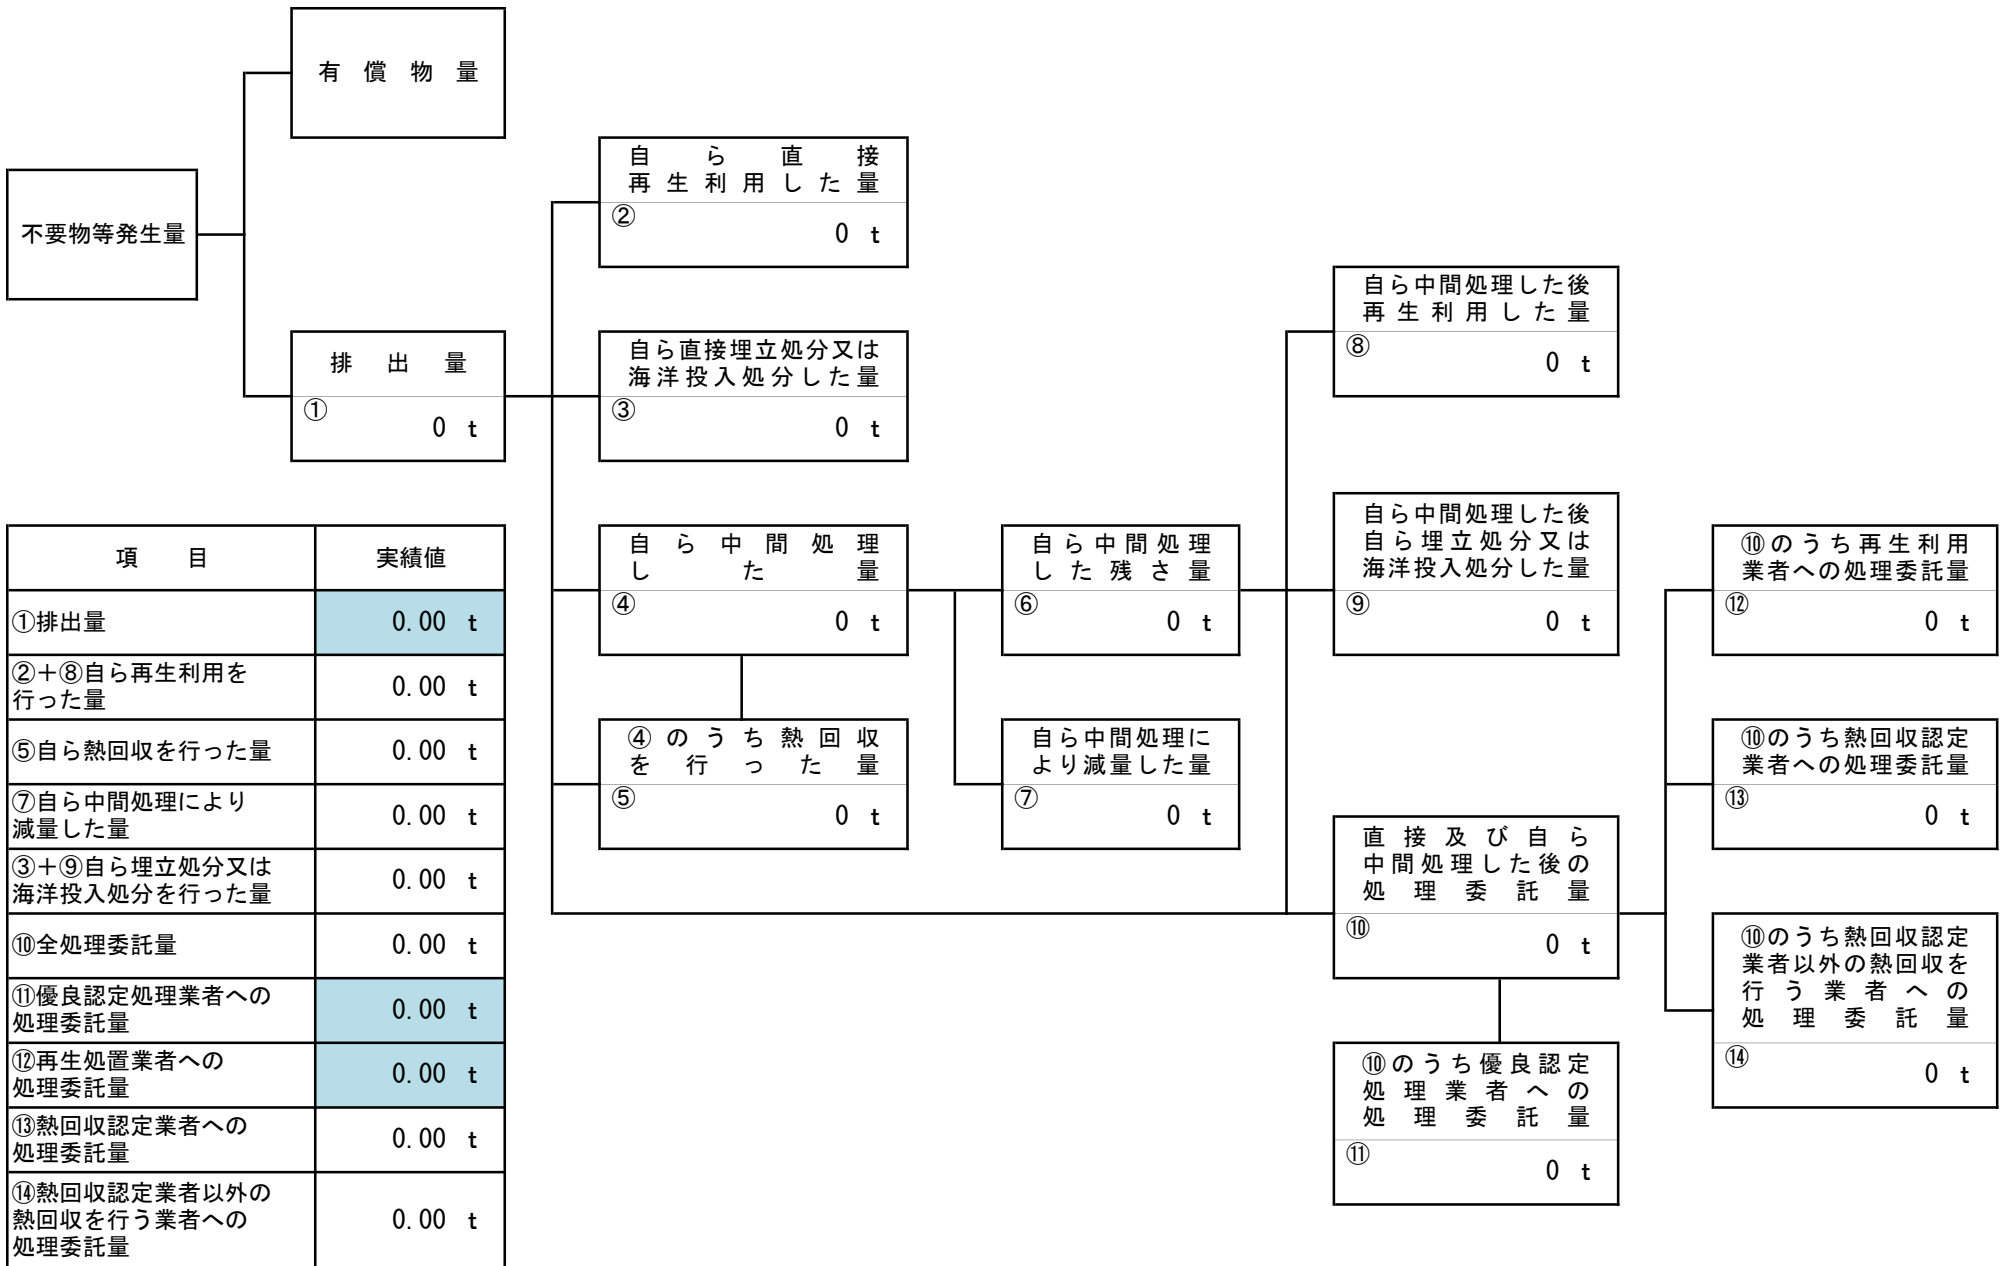 有償物量
不要物等発生量
排出量
①
0 t
自ら直接
再生利用した量
②
0 t
自ら直接埋立処分又は
海洋投入処分した量
③
0 t
自ら中間処理
した量
④
0 t
④のうち熱回収
を行った量
⑤
0 t
自ら中間処理
した残さ量
⑥
0 t
自ら中間処理に
より減量した量
⑦
0 t
自ら中間処理した後
再生利用した量
⑧
0 t
自ら中間処理した後
自ら埋立処分又は
海洋投入処分した量
⑨
0 t
直接及び自ら
中間処理した後の
処理委託量
⑩
0 t
⑩のうち優良認定
処理業者への
処理委託量
⑪
0 t
⑩のうち再生利用
業者への処理委託量
⑫
0 t
⑩のうち熱回収認定
業者への処理委託量
⑬
0 t
⑩のうち熱回収認定
業者以外の熱回収を
行う業者への
処理委託量
⑭
0 t
項目 実績値
①排出量 0.00 t
②+⑧自ら再生利用を
行った量 0.00 t
⑤自ら熱回収を行った量 0.00 t
⑦自ら中間処理により
減量した量 0.00 t
③+⑨自ら埋立処分又は
海洋投入処分を行った量 0.00 t
⑩全処理委託量 0.00 t
⑪優良認定処理業者への
処理委託量 0.00 t
⑫再生処置業者への
処理委託量 0.00 t
⑬熱回収認定業者への
処理委託量 0.00 t
⑭熱回収認定業者以外の
熱回収を行う業者への
処理委託量 0.00 t